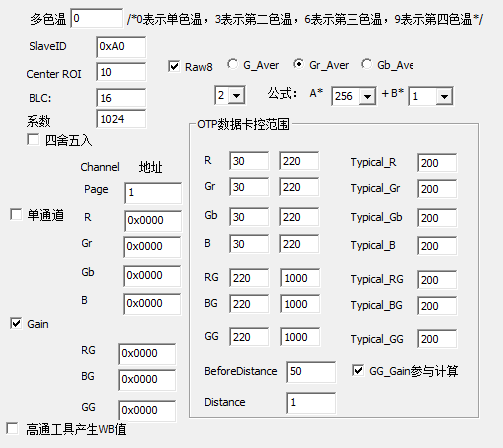 多色温 0 /*0表示单色温，3表示第二色温，6表示第三色温，9表示第四色温*/
SlaveID 0xA0
Center ROI 10 Raw8 G_Aver Gr_Aver Gb_Ave
BLC: 16 2 公式： A* 256 +B* 1
系数 1024
四舍五入
OTP数据卡控范围
Channel 地址
Page 1
单通道
R 0x0000
Gr 0x0000
Gb 0x0000
B 0x0000
Gain
RG 0x0000
BG 0x0000
GG 0x0000
高通工具产生WB值
R 30 220 Typical_R 200
Gr 30 220 Typical_Gr 200
Gb 30 220 Typical_Gb 200
B 30 220 Typical_B 200
RG 220 1000 Typical_RG 200
BG 220 1000 Typical_BG 200
GG 220 1000 Typical_GG 200
BeforeDistance 50 GG_Gain参与计算
Distance 1